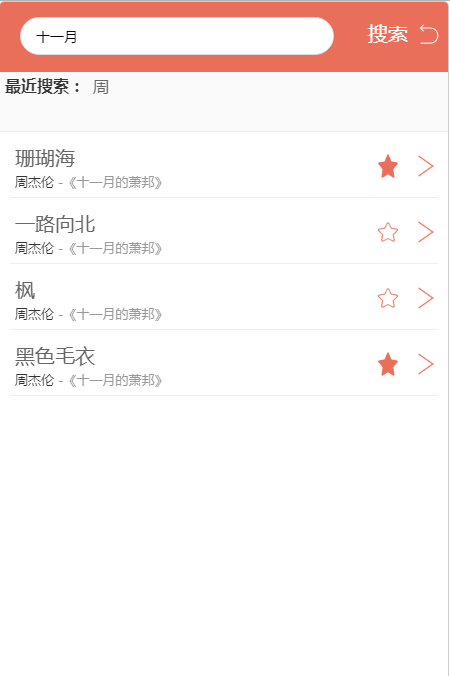 十一月 搜索
最近搜索： 周
珊瑚海
周杰伦 -《十一月的萧邦》
一路向北
周杰伦 -《十一月的萧邦》
枫
周杰伦 -《十一月的萧邦》
黑色毛衣
周杰伦 -《十一月的萧邦》